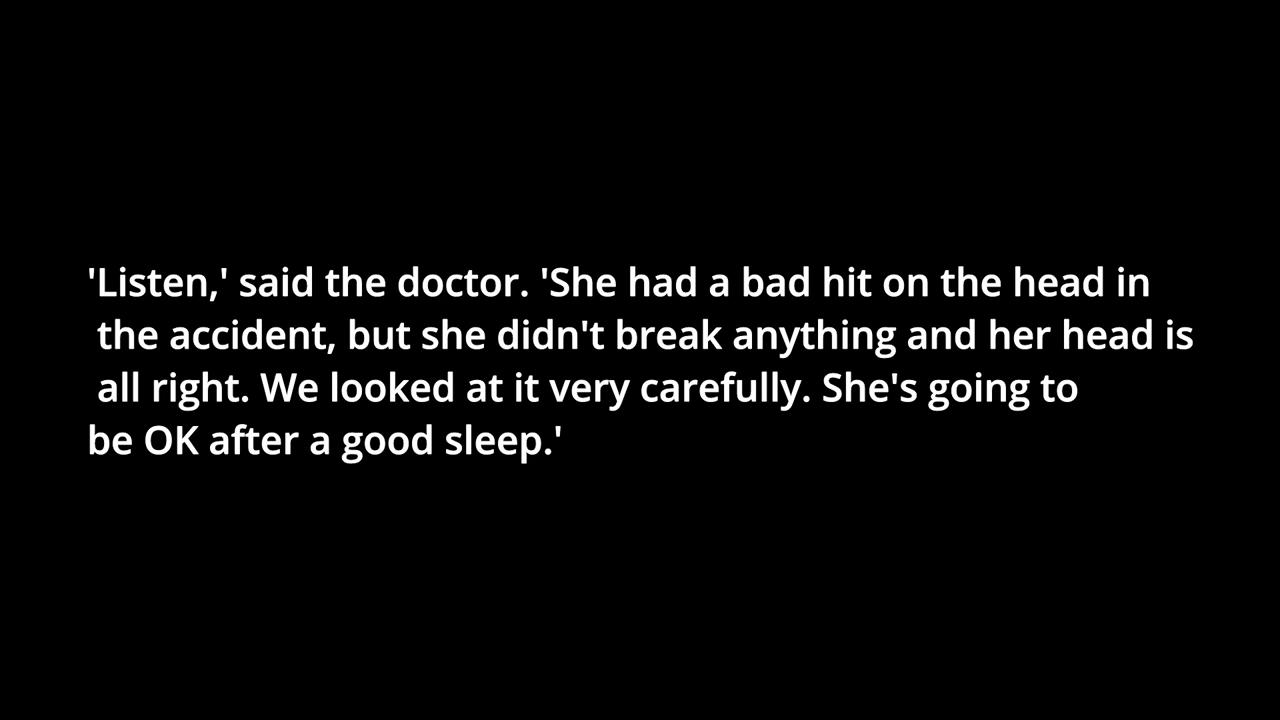 'Listen,' said the doctor. 'She had a bad hit on the head in
the accident, but she didn't break anything and her head is
all right. We looked at it very carefully. She's going to
be OK after a good sleep.'